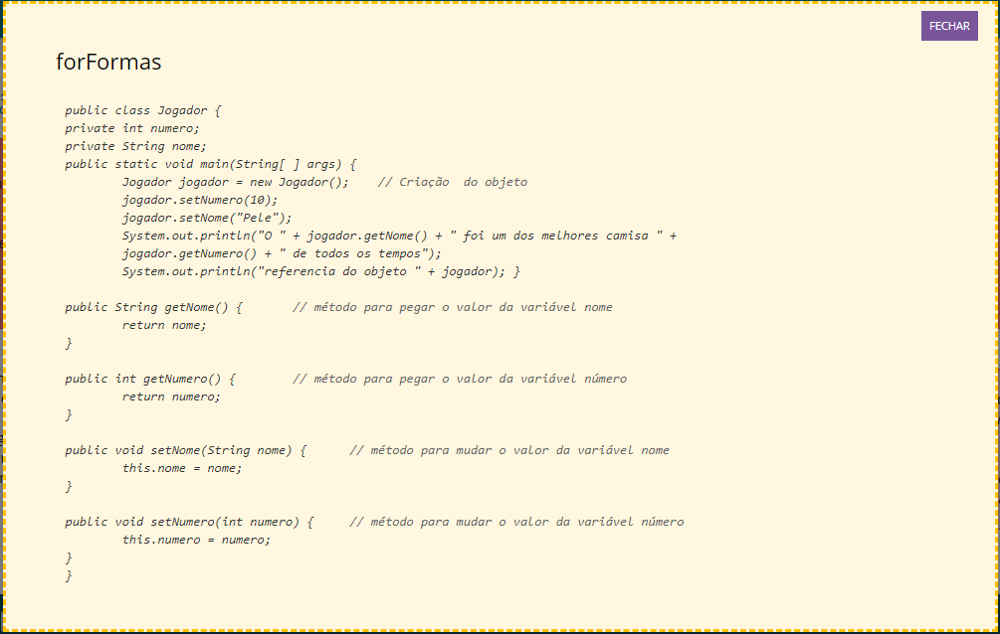 FECHAR
forFormas
public class Jogador {
private int numero;
private String nome;
public static void main(String[ ] args) {
Jogador jogador = new Jogador();    // Criação  do objeto
jogador.setNumero(10);
jogador.setNome("Pele");
System.out.println("O " + jogador.getNome() + " foi um dos melhores camisa " +
jogador.getNumero() + " de todos os tempos");
System.out.println("referencia do objeto " + jogador); }
public String getNome() {       // método para pegar o valor da variável nome
return nome;
}
public int getNumero() {        // método para pegar o valor da variável número
return numero;
}
public void setNome(String nome) {      // método para mudar o valor da variável nome
this.nome = nome;
}
public void setNumero(int numero) {     // método para mudar o valor da variável número
this.numero = numero;
}
}